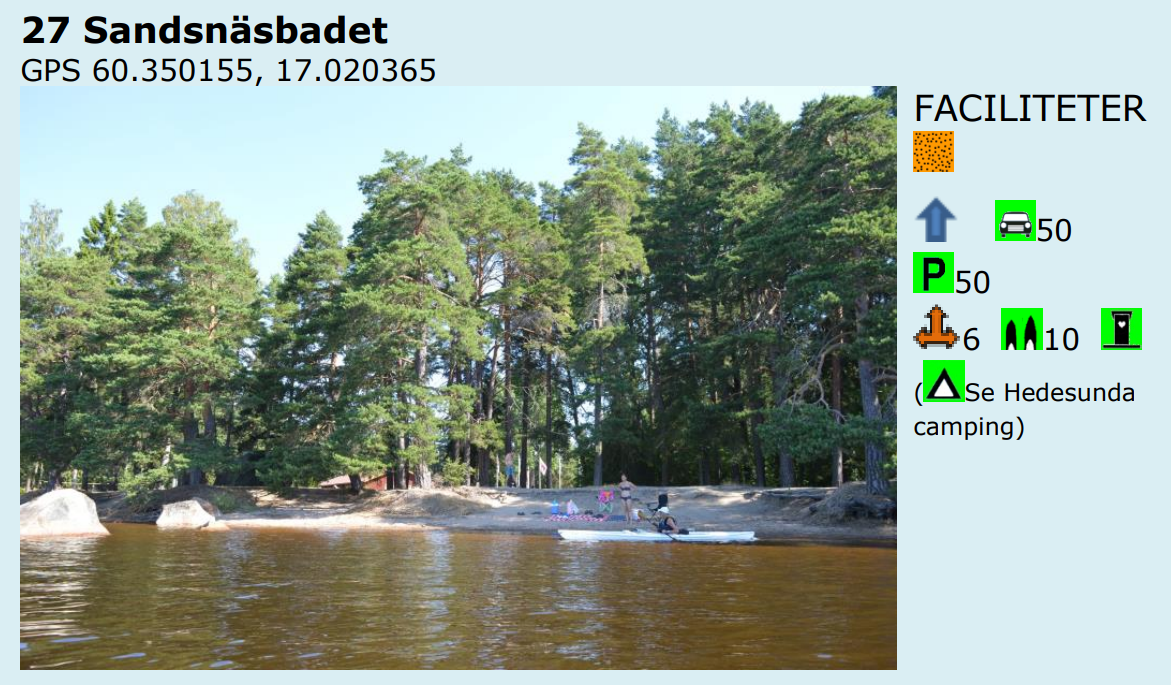 27 Sandsnäsbadet
GPS 60.350155, 17.020365
FACILITETER
50
P 50
6 10
(Se Hedesunda
camping)